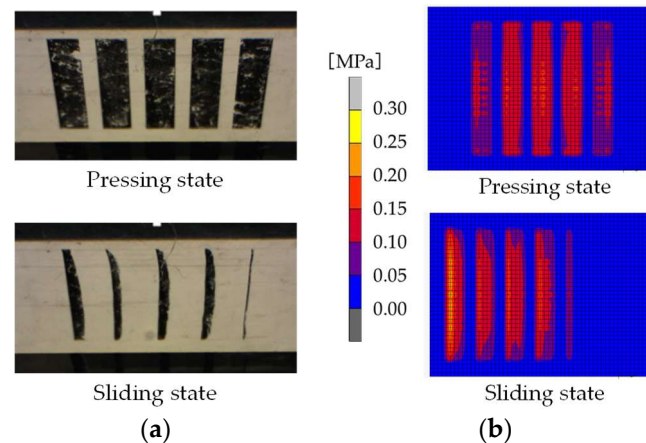 [MPa]
0.30
0.25
0.20
0.15
0.10
0.05
0.00
Pressing state
Pressing state
Sliding state
Sliding state
(a)
(b)